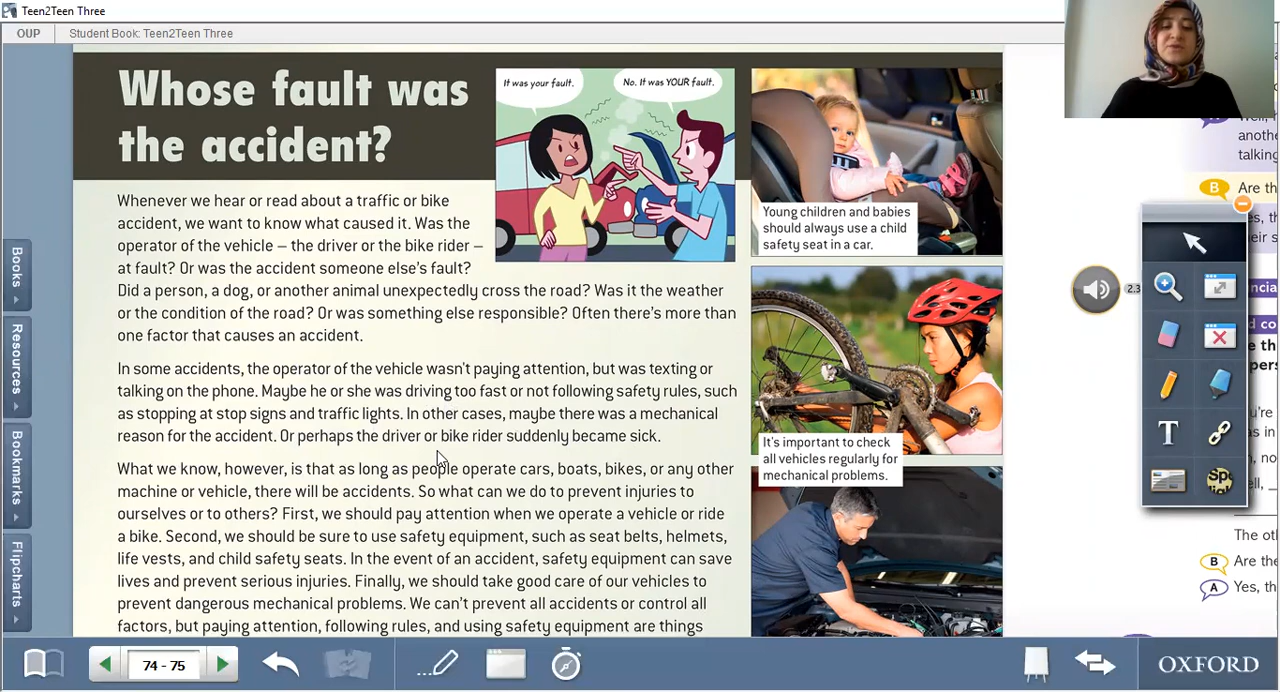 Teen2Teen Three
OUP
Student Book: Teen2Teen Three
Whose fault was
the accident?
It was your fault.
No. It was YOUR fault.
Whenever we hear or read about a traffic or bike
accident, we want to know what caused it. Was the
operator of the vehicle – the driver or the bike rider –
at fault? Or was the accident someone else's fault?
Did a person, a dog, or another animal unexpectedly cross the road? Was it the weather
or the condition of the road? Or was something else responsible? Often there's more than
one factor that causes an accident.
In some accidents, the operator of the vehicle wasn't paying attention, but was texting or
talking on the phone. Maybe he or she was driving too fast or not following safety rules, such
as stopping at stop signs and traffic lights. In other cases, maybe there was a mechanical
reason for the accident. Or perhaps the driver or bike rider suddenly became sick.
What we know, however, is that as long as people operate cars, boats, bikes, or any other
machine or vehicle, there will be accidents. So what can we do to prevent injuries to
ourselves or to others? First, we should pay attention when we operate a vehicle or ride
a bike. Second, we should be sure to use safety equipment, such as seat belts, helmets,
life vests, and child safety seats. In the event of an accident, safety equipment can save
lives and prevent serious injuries. Finally, we should take good care of our vehicles to
prevent dangerous mechanical problems. We can't prevent all accidents or control all
factors, but paying attention, following rules, and using safety equipment are things
Young children and babies
should always use a child
safety seat in a car.
It's important to check
all vehicles regularly for
mechanical problems.
anoth
talking
B Are th
2.3
T
The ot
B Are the
A Yes, th
Books
Resources
Bookmarks
Flipcharts
74 - 75
OXFORD